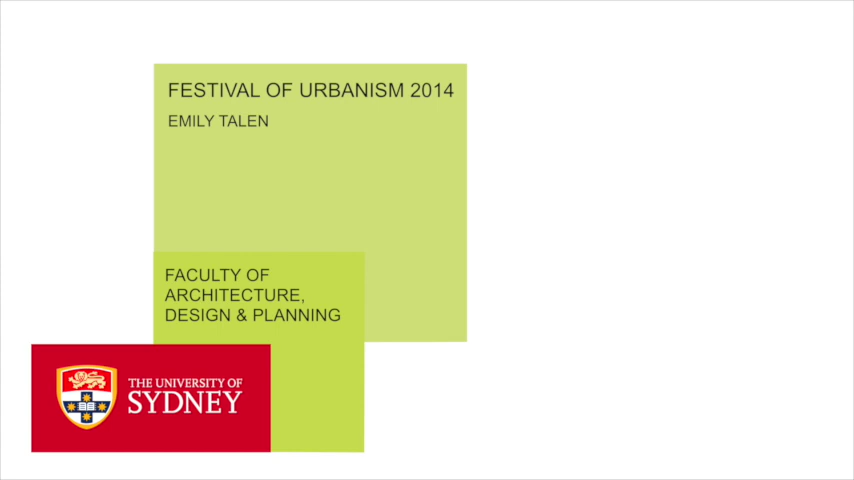 FESTIVAL OF URBANISM 2014
EMILY TALEN
FACULTY OF
ARCHITECTURE,
DESIGN & PLANNING
THE UNIVERSITY OF
SYDNEY